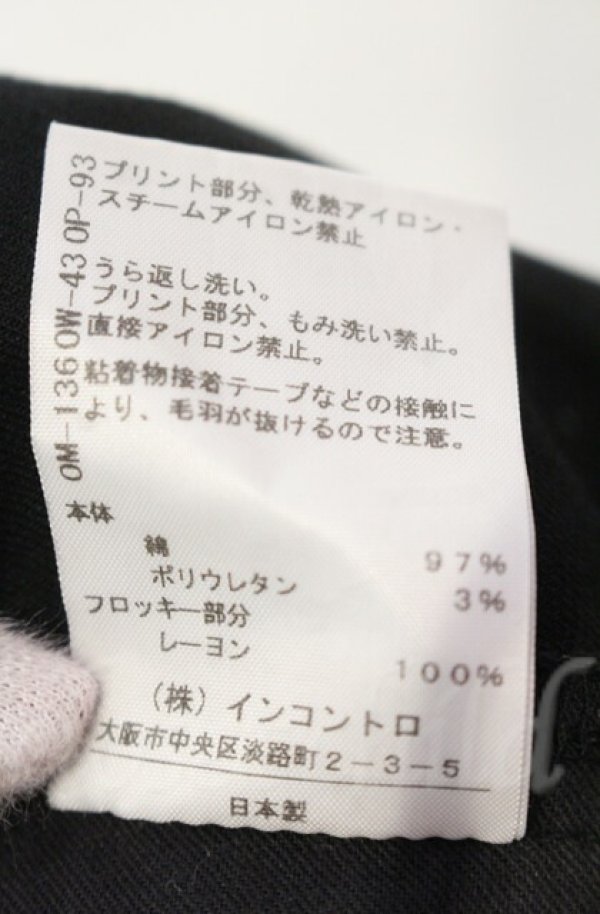 プリント部分、乾熱アイロン・
スチームアイロン禁止
うら返し洗い。
プリント部分、もみ洗い禁止。
直接アイロン禁止。
粘着物接着テープなどの接触に
より、毛羽が抜けるので注意。
本体
綿 97%
ポリウレタン 3%
フロッキー部分
レーヨン 100%
(株)インコントロ
大阪市中央区淡路町2-3-5
日本製
OM-136OW-43OP-93